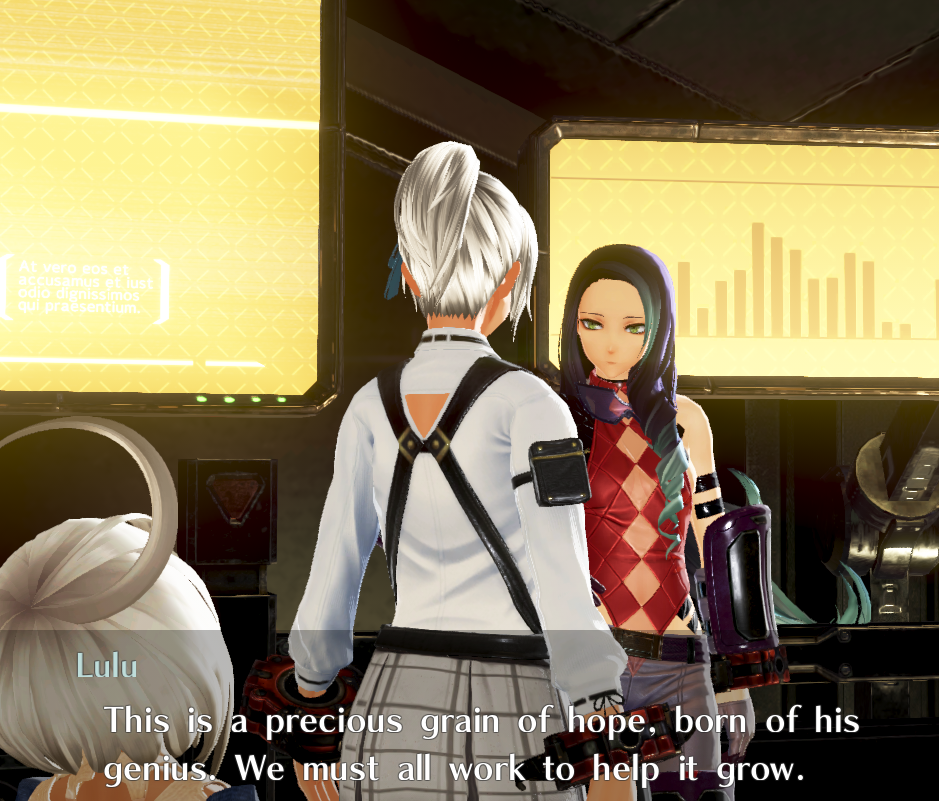 At vero eos et
accusamus et iust
odio dignissimos
qui praesentium.
Lulu
This is a precious grain of hope, born of his
genius. We must all work to help it grow.